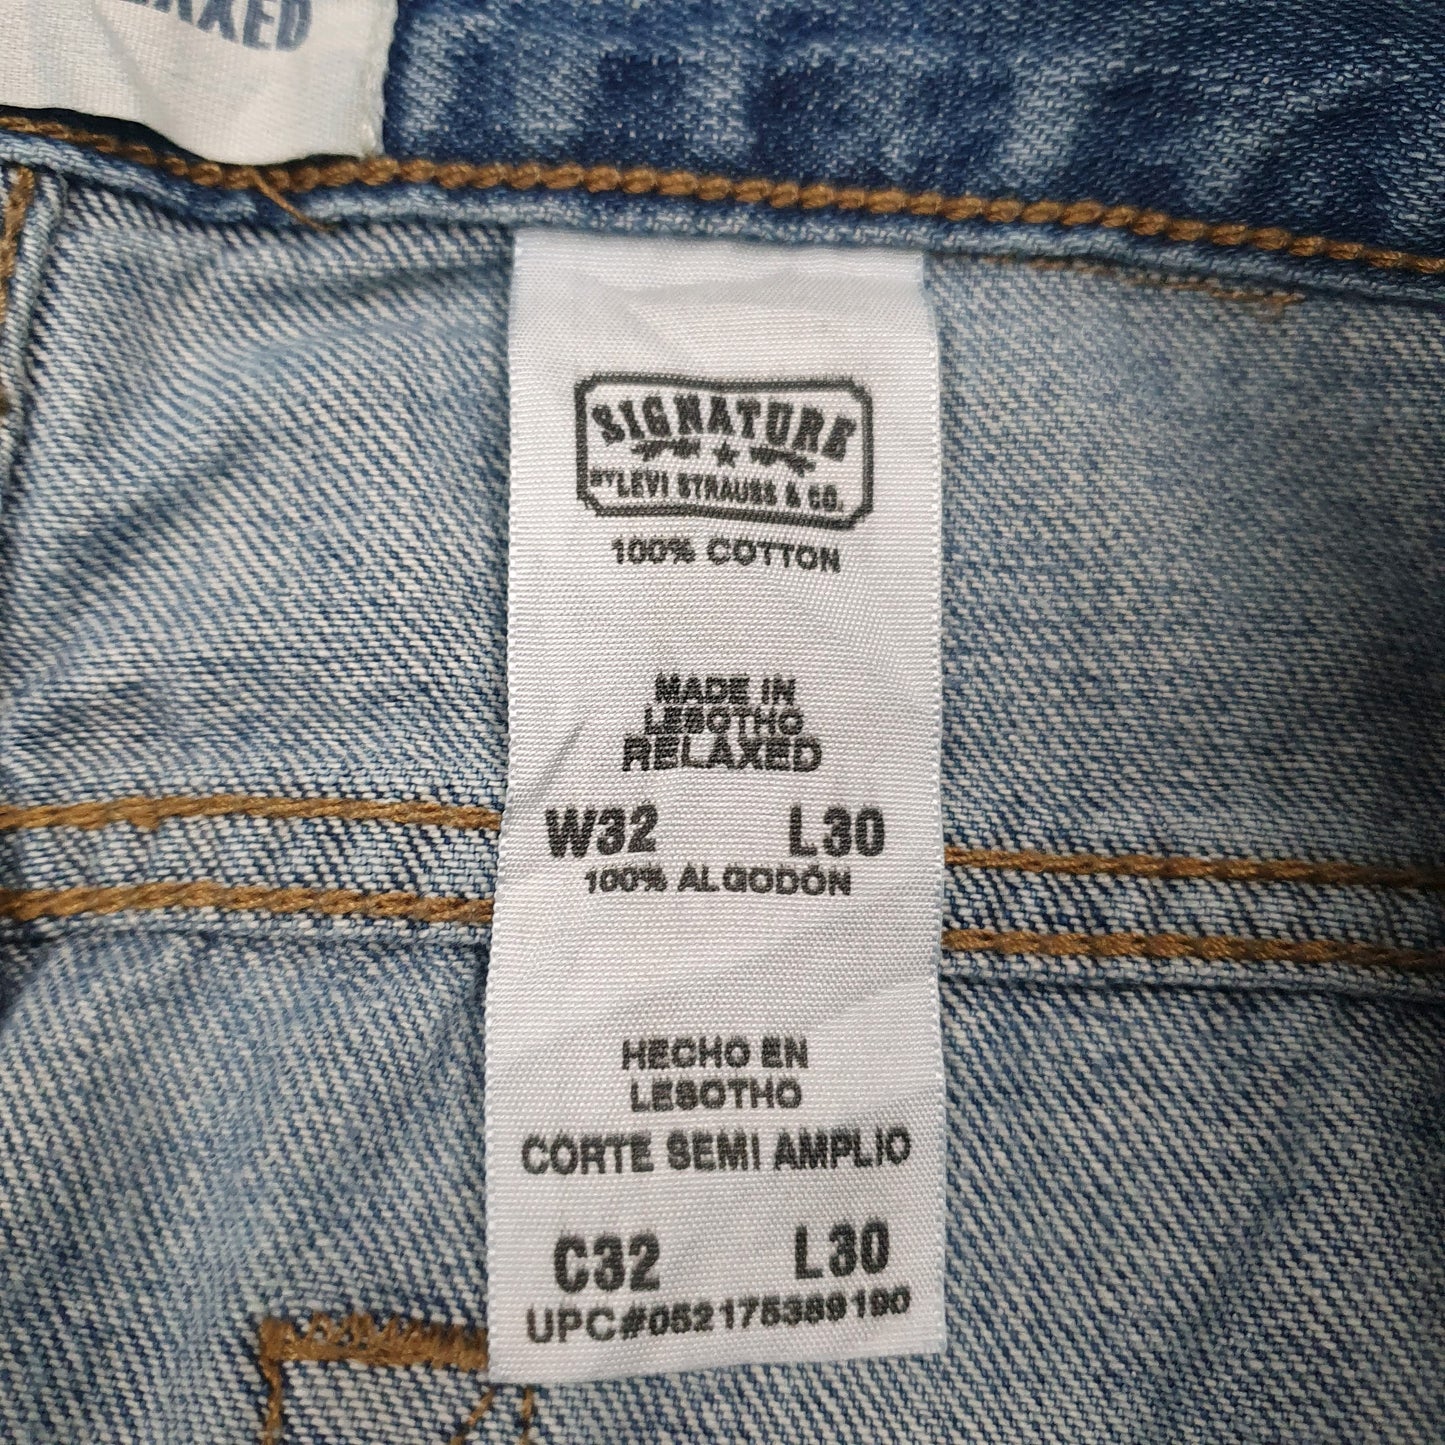 RELAXED
SIGNATURE
BY LEVI STRAUSS & CO.
100% COTTON
MADE IN
LESOTHO
RELAXED
W32 L30
100% ALGODÓN
HECHO EN
LESOTHO
CORTE SEMI AMPLIO
C32 L30
UPC#052175389190